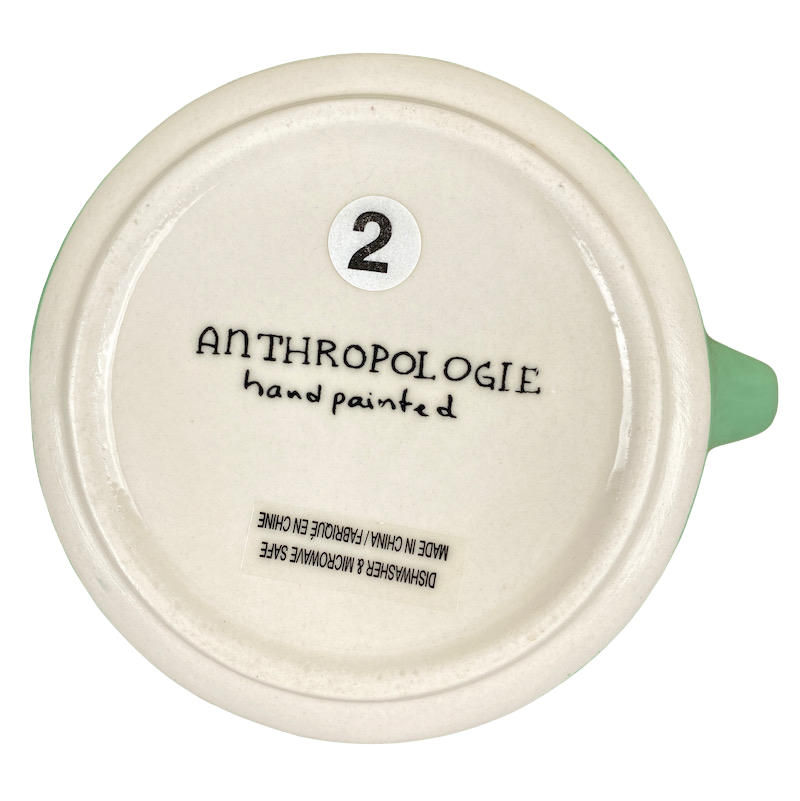 2
ANTHROPOLOGIE
hand painted
DISHWASHER & MICROWAVE SAFE
MADE IN CHINA / FABRIQUÉ EN CHINE